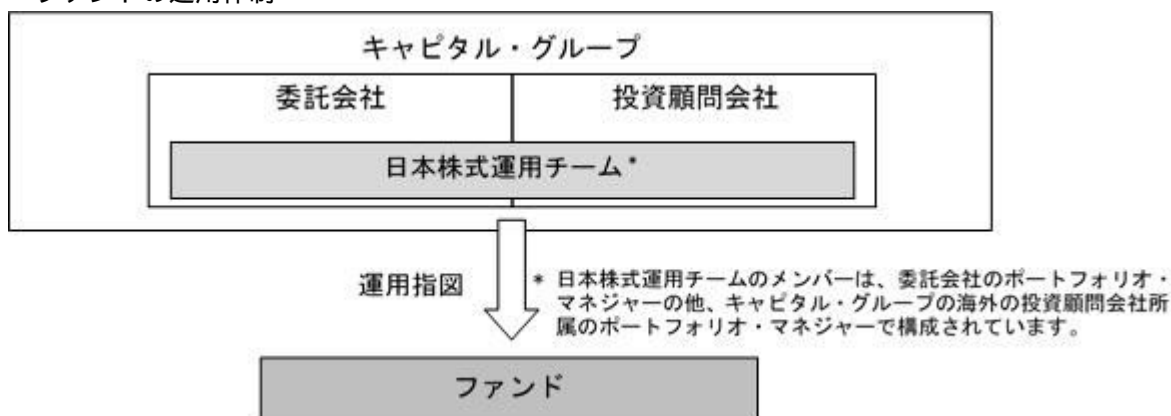 キャピタル・グループ
委託会社 投資顧問会社
日本株式運用チーム*
運用指図
* 日本株式運用チームのメンバーは、委託会社のポートフォリオ・
マネジャーの他、キャピタル・グループの海外の投資顧問会社所
属のポートフォリオ・マネジャーで構成されています。
ファンド